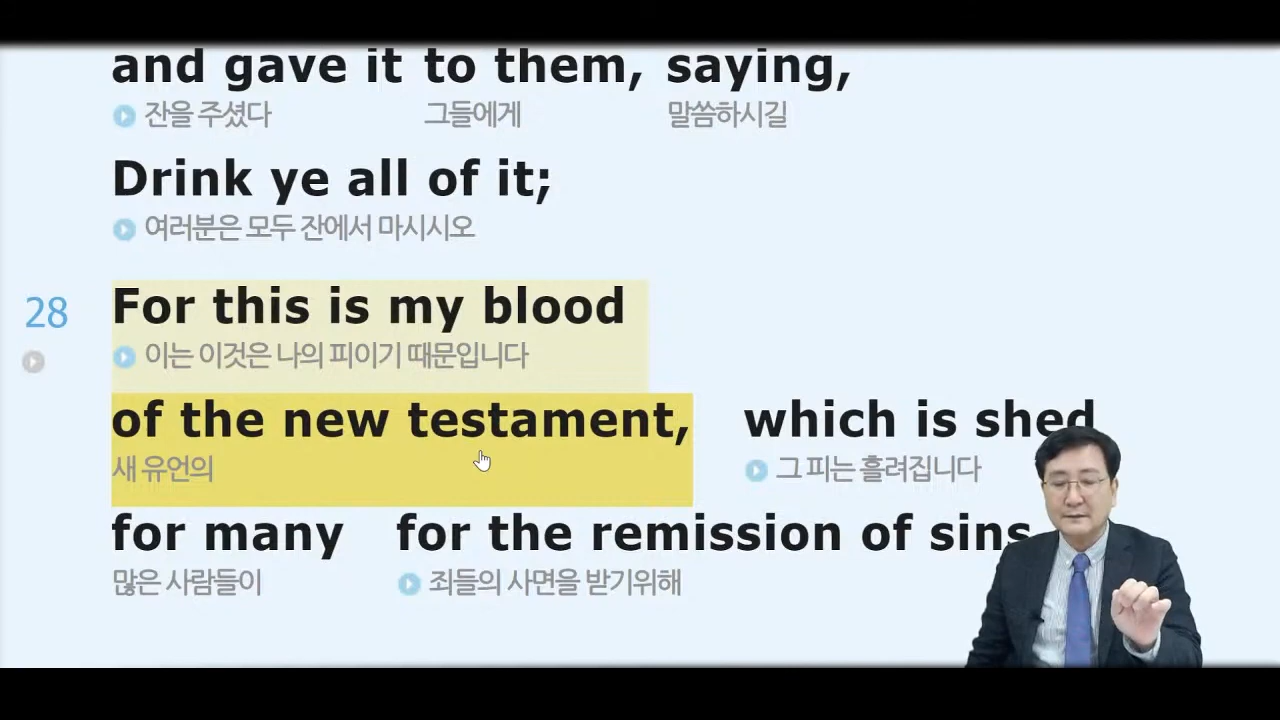 and gave it to them, saying,
잔을 주셨다 그들에게 말씀하시길
Drink ye all of it;
여러분은 모두 잔에서 마시시오
28 For this is my blood
이는 이것은 나의 피이기 때문입니다
of the new testament, which is shed
새 유언의 그 피는 흘려집니다
for many for the remission of sins
많은 사람들이 죄들의 사면을 받기위해